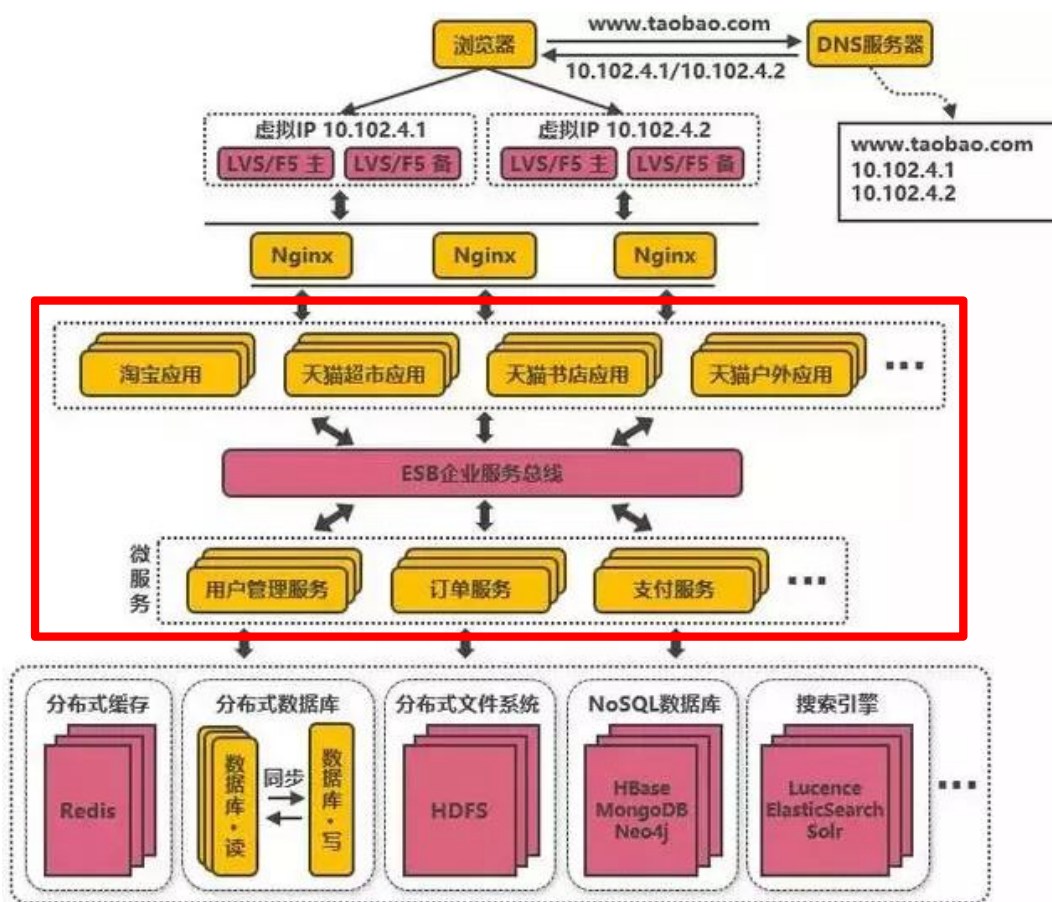 www.taobao.com
浏览器
DNS服务器
10.102.4.1/10.102.4.2
虚拟IP 10.102.4.1
虚拟IP 10.102.4.2
LVS/F5 主
LVS/F5 备
LVS/F5 主
LVS/F5 备
www.taobao.com
10.102.4.1
10.102.4.2
Nginx
Nginx
Nginx
淘宝应用
天猫超市应用
天猫书店应用
天猫户外应用
ESB企业服务总线
微服务
用户管理服务
订单服务
支付服务
分布式缓存
分布式数据库
分布式文件系统
NoSQL数据库
搜索引擎
Redis
数据库·读
同步
数据库·写
HDFS
HBase
MongoDB
Neo4j
Lucence
ElasticSearch
Solr